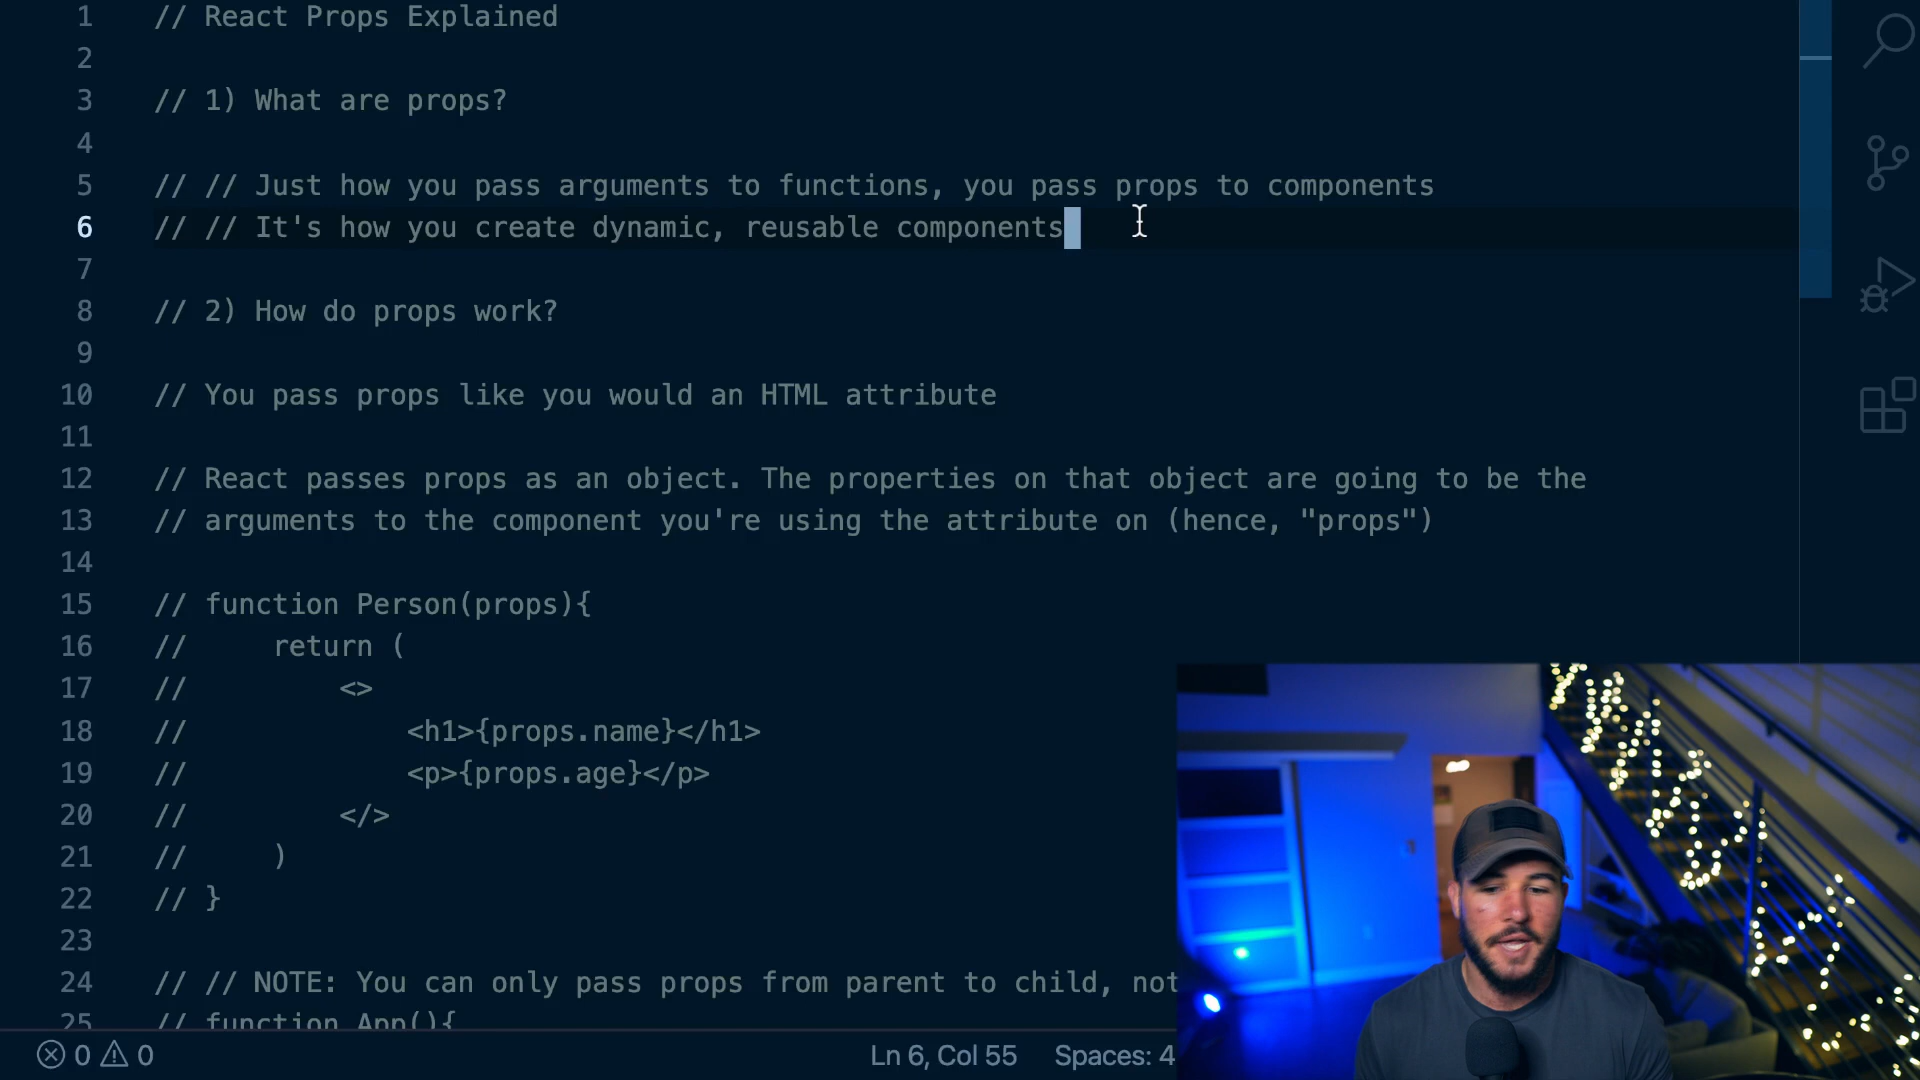 1 // React Props Explained
2
3 // 1) What are props?
4
5 // // Just how you pass arguments to functions, you pass props to components
6 // // It's how you create dynamic, reusable components
7
8 // 2) How do props work?
9
10 // You pass props like you would an HTML attribute
11
12 // React passes props as an object. The properties on that object are going to be the
13 // arguments to the component you're using the attribute on (hence, "props")
14
15 // function Person(props){
16 //     return (
17 //         <>
18 //             <h1>{props.name}</h1>
19 //             <p>{props.age}</p>
20 //         </>
21 //     )
22 // }
23
24 // // NOTE: You can only pass props from parent to child, not
25 // function App(){
0 0 Ln 6, Col 55 Spaces: 4